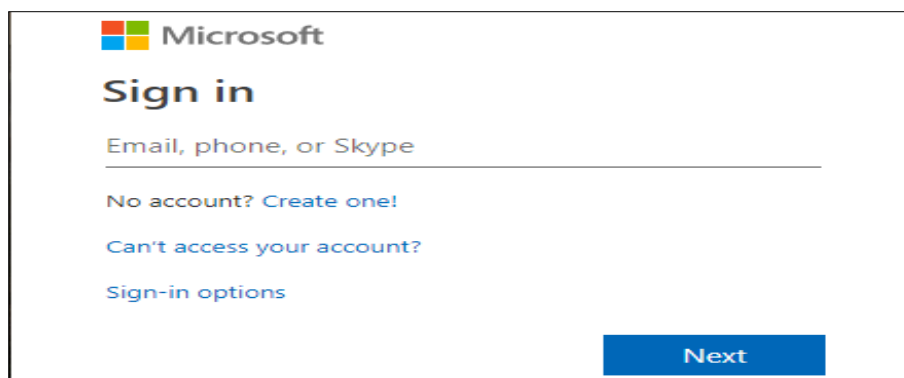 Microsoft
Sign in
Email, phone, or Skype
No account? Create one!
Can't access your account?
Sign-in options
Next